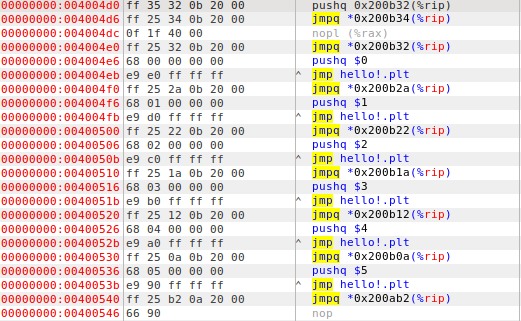 00000000:004004d0 ff 35 32 0b 20 00 pushq 0x200b32(%rip)
00000000:004004d6 ff 25 34 0b 20 00 jmpq *0x200b34(%rip)
00000000:004004dc 0f 1f 40 00 nopl (%rax)
00000000:004004e0 ff 25 32 0b 20 00 jmpq *0x200b32(%rip)
00000000:004004e6 68 00 00 00 00 pushq $0
00000000:004004eb e9 e0 ff ff ff ^ jmp hello!.plt
00000000:004004f0 ff 25 2a 0b 20 00 jmpq *0x200b2a(%rip)
00000000:004004f6 68 01 00 00 00 pushq $1
00000000:004004fb e9 d0 ff ff ff ^ jmp hello!.plt
00000000:00400500 ff 25 22 0b 20 00 jmpq *0x200b22(%rip)
00000000:00400506 68 02 00 00 00 pushq $2
00000000:0040050b e9 c0 ff ff ff ^ jmp hello!.plt
00000000:00400510 ff 25 1a 0b 20 00 jmpq *0x200b1a(%rip)
00000000:00400516 68 03 00 00 00 pushq $3
00000000:0040051b e9 b0 ff ff ff ^ jmp hello!.plt
00000000:00400520 ff 25 12 0b 20 00 jmpq *0x200b12(%rip)
00000000:00400526 68 04 00 00 00 pushq $4
00000000:0040052b e9 a0 ff ff ff ^ jmp hello!.plt
00000000:00400530 ff 25 0a 0b 20 00 jmpq *0x200b0a(%rip)
00000000:00400536 68 05 00 00 00 pushq $5
00000000:0040053b e9 90 ff ff ff ^ jmp hello!.plt
00000000:00400540 ff 25 b2 0a 20 00 jmpq *0x200ab2(%rip)
00000000:00400546 66 90 nop